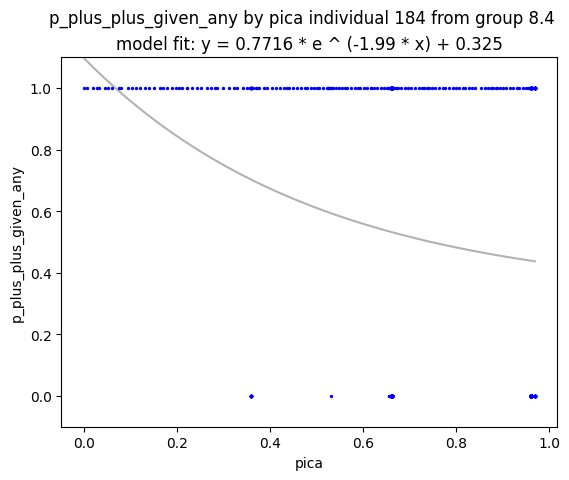 p_plus_plus_given_any by pica individual 184 from group 8.4
model fit: y = 0.7716 * e ^ (-1.99 * x) + 0.325
p_plus_plus_given_any
1.0
0.8
0.6
0.4
0.2
0.0
0.0 0.2 0.4 0.6 0.8 1.0
pica